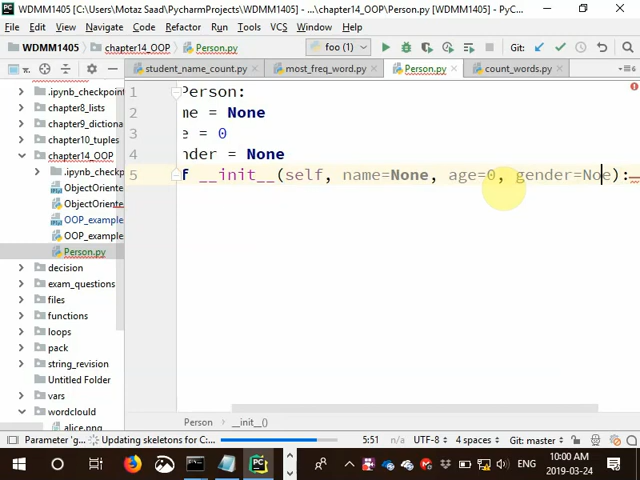 WDMM1405 [C:\Users\Motaz Saad\PycharmProjects\WDMM1405] - ...\chapter14_OOP\Person.py - PyC...
File Edit View Navigate Code Refactor Run Tools VCS Window Help
WDMM1405 chapter14_OOP Person.py foo (1) Git:
student_name_count.py most_freq_word.py Person.py count_words.py
.ipynb_checkpoint
chapter8_lists
chapter9_dictiona
chapter10_tuples
chapter14_OOP
.ipynb_checkp
ObjectOriente
ObjectOriente
OOP_example
OOP_example
Person.py
decision
exam_questions
files
functions
loops
pack
string_revision
Untitled Folder
vars
wordclould
alice.png
1 Person:
2 me = None
3 e = 0
4 nder = None
5 f __init__(self, name=None, age=0, gender=Noe):
Person __init__()
Parameter 'g... Updating skeletons for C:... 5:51 n/a UTF-8 4 spaces Git: master
ENG 10:00 AM
2019-03-24